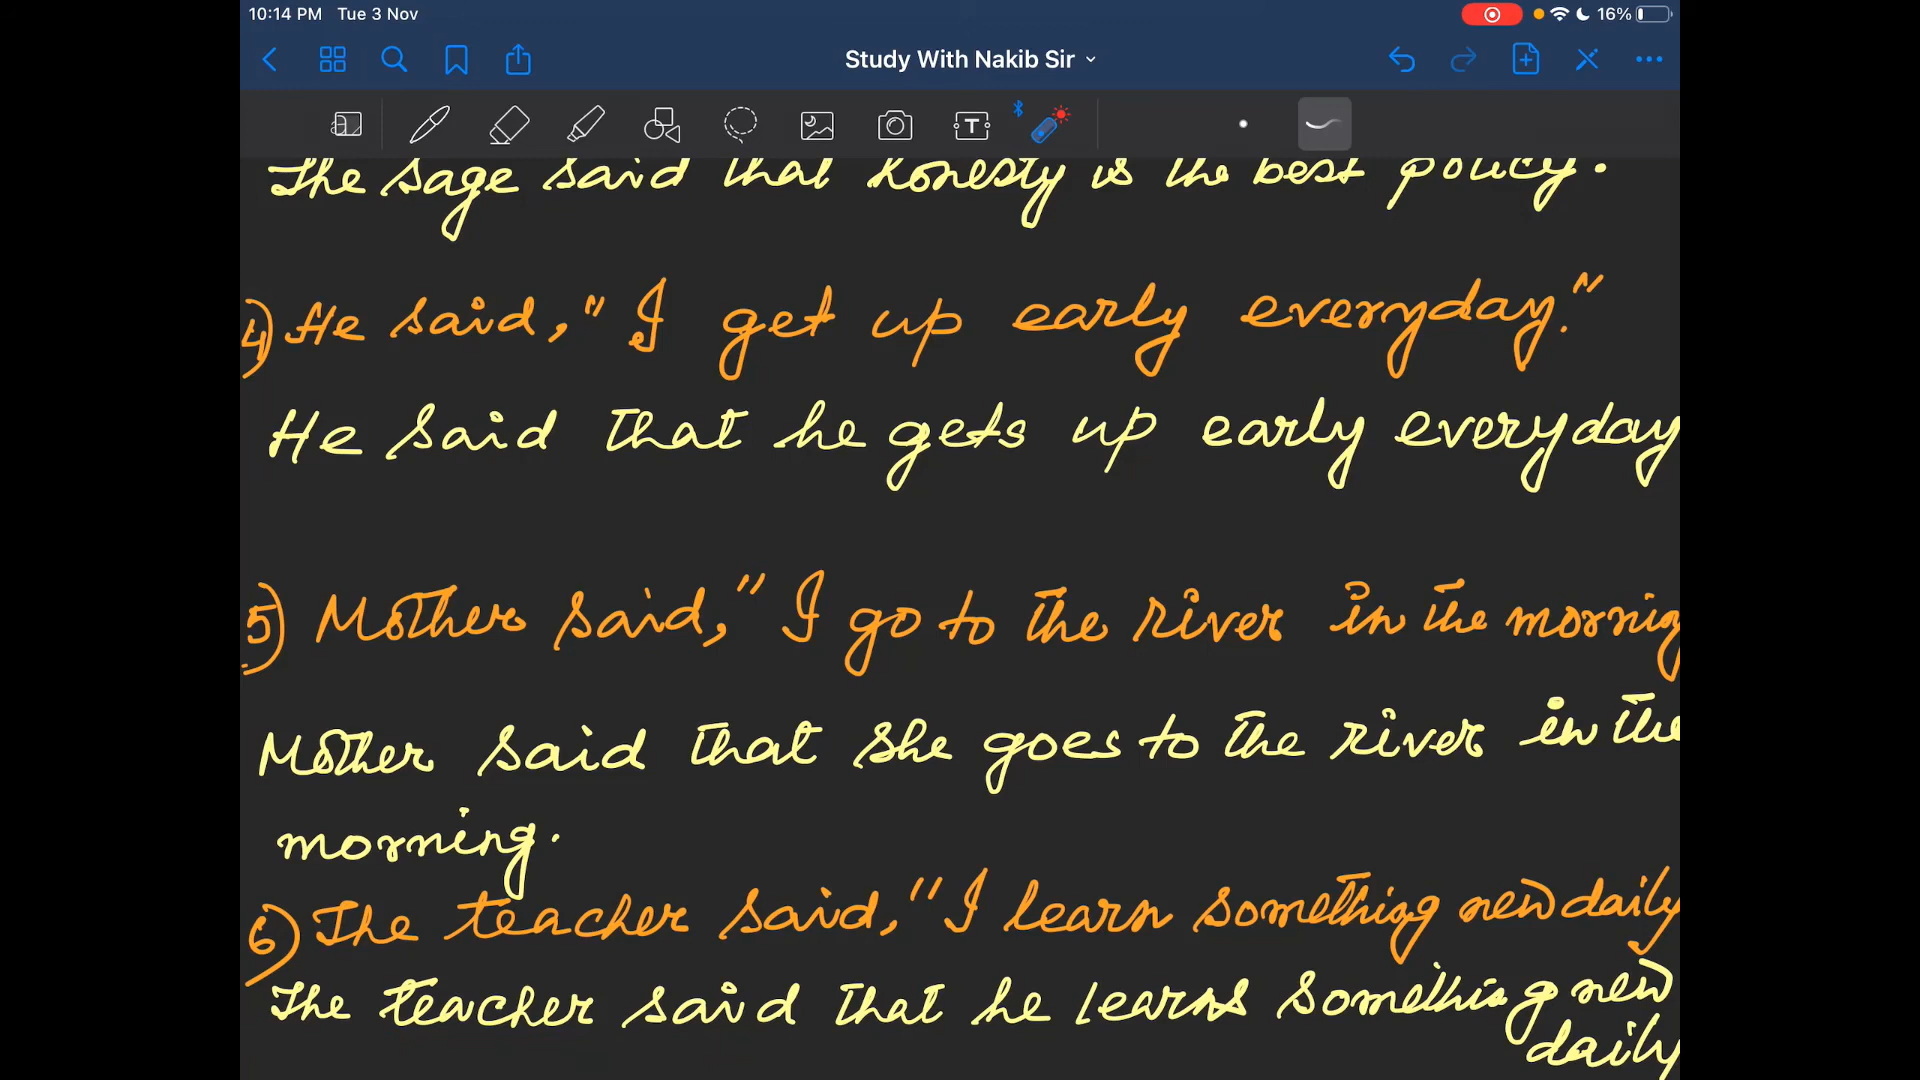 10:14 PM Tue 3 Nov
16%
Study With Nakib Sir
The sage said that honesty is the best policy.
4) He said, "I get up early everyday."
He said that he gets up early everyday
5) Mother said, "I go to the river in the mornig
Mother said that she goes to the river in the
morning.
6) The teacher said, "I learn something new daily
The teacher said that he learns something new
daily